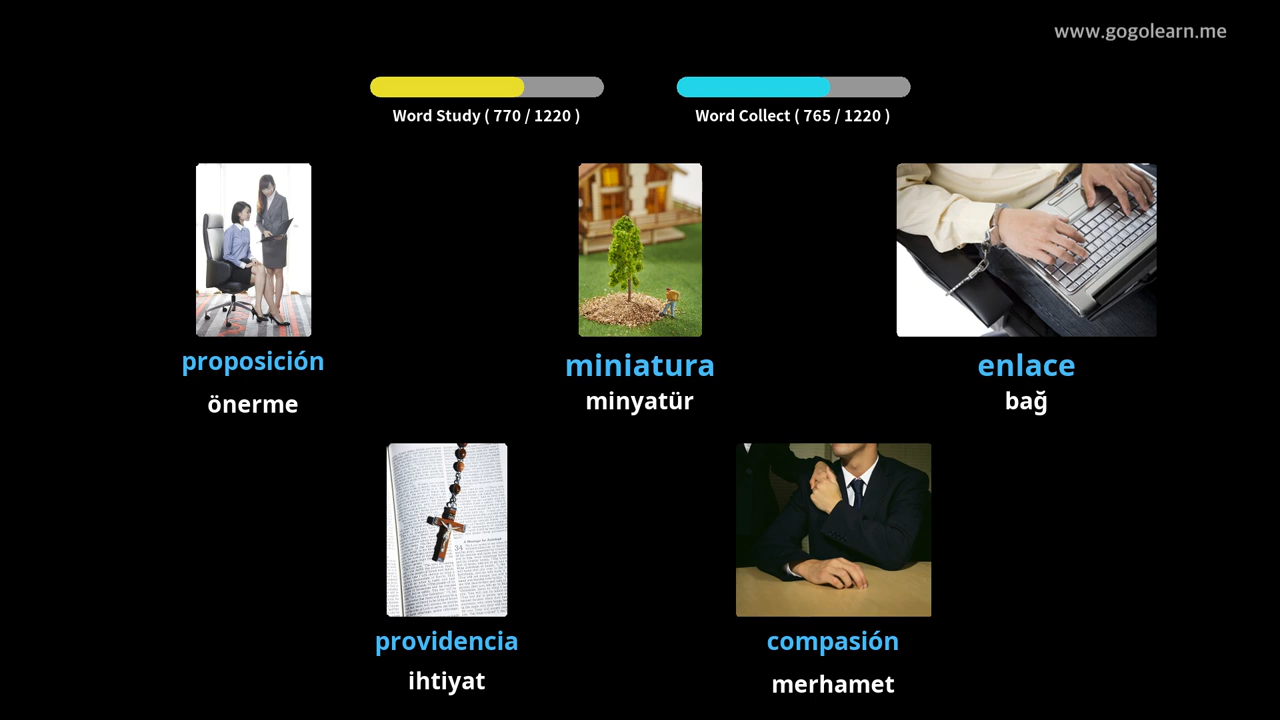 www.gogolearn.me
Word Study ( 770 / 1220 )
Word Collect ( 765 / 1220 )
proposición
önerme
miniatura
minyatür
enlace
bağ
34
providencia
ihtiyat
compasión
merhamet